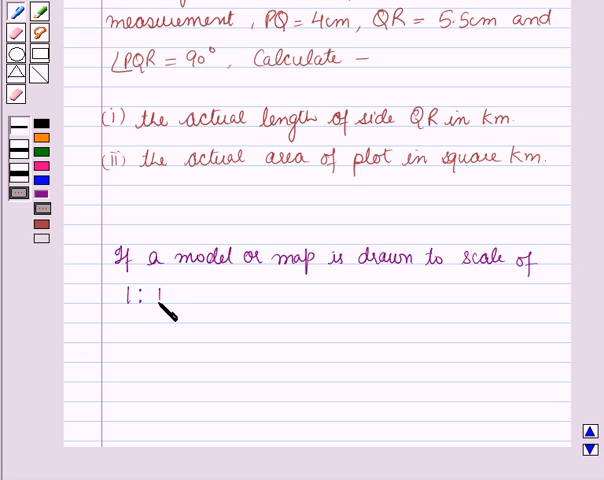 measurement, PQ = 4cm, QR = 5.5cm and
∠PQR = 90°, Calculate –
(i) the actual length of side QR in km.
(ii) the actual area of plot in square km.
If a model or map is drawn to scale of
1 : 1